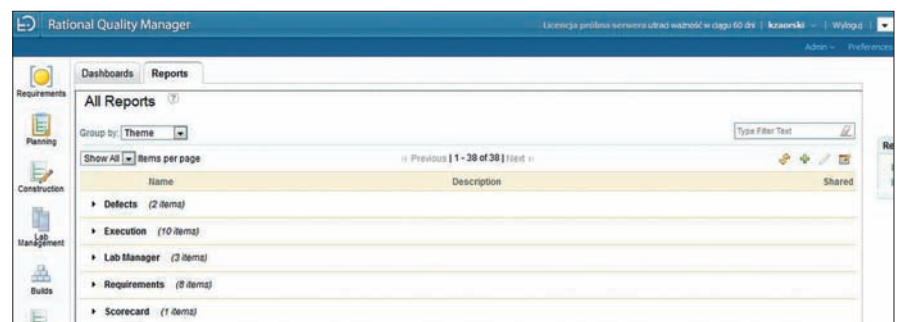 Rational Quality Manager
Licencja próbna serwera utraci ważność w ciągu 60 dni | kzaorski | Wyloguj |
Admin Preferences
Requirements
Planning
Construction
Lab Management
Builds
Dashboards Reports
All Reports ?
Group by: Theme
Type Filter Text
Show All Items per page
Previous | 1 - 38 of 38 | Next
Name Description Shared
Defects (2 items)
Execution (10 items)
Lab Manager (3 items)
Requirements (8 items)
Scorecard (1 items)
Re